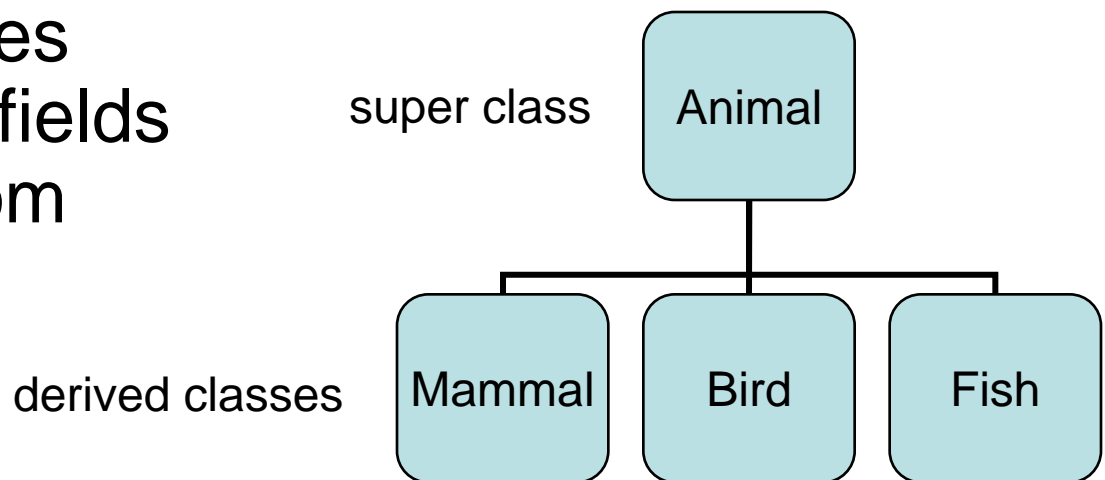 es
fields
om
super class
Animal
derived classes
Mammal
Bird
Fish